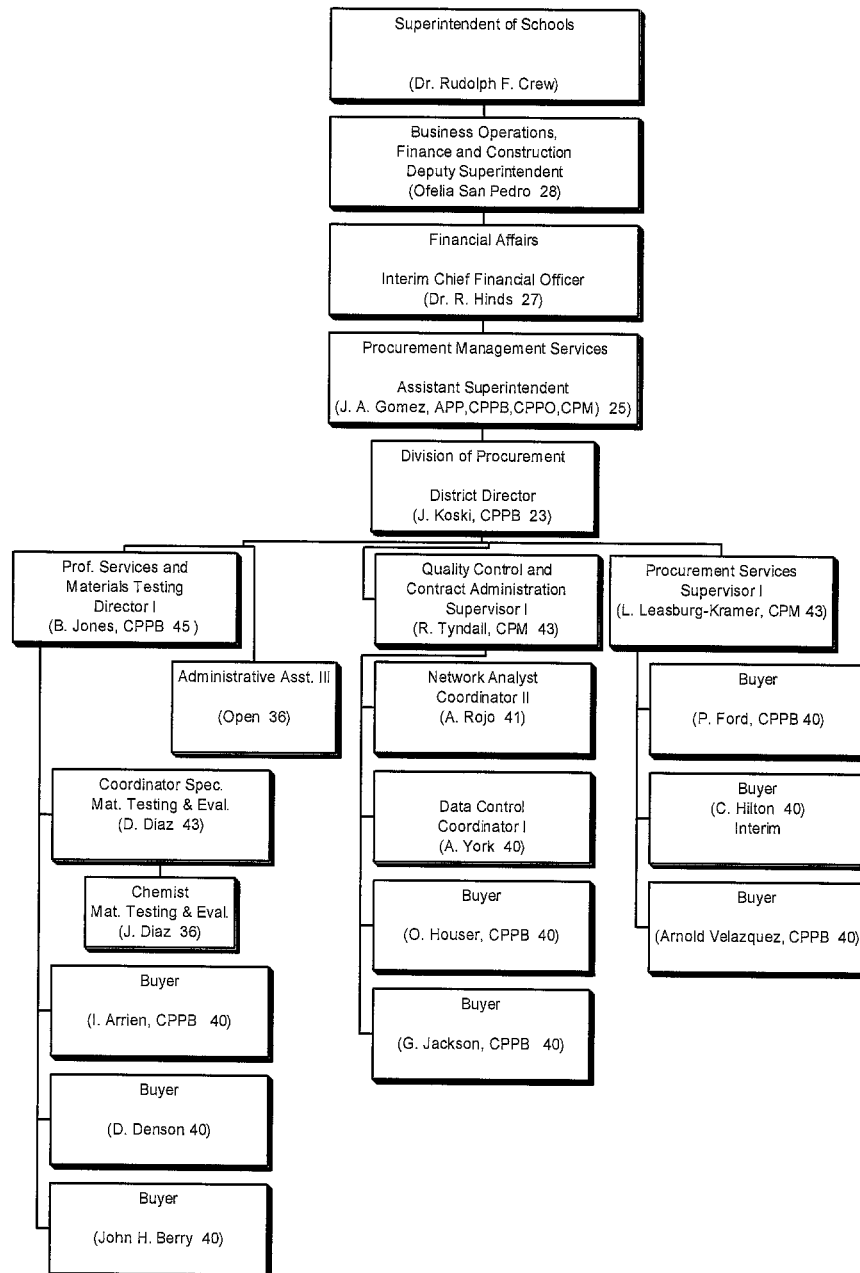 Superintendent of Schools
(Dr. Rudolph F. Crew)
Business Operations,
Finance and Construction
Deputy Superintendent
(Ofelia San Pedro 28)
Financial Affairs
Interim Chief Financial Officer
(Dr. R. Hinds 27)
Procurement Management Services
Assistant Superintendent
(J. A. Gomez, APP,CPPB,CPPO,CPM) 25)
Division of Procurement
District Director
(J. Koski, CPPB 23)
Prof. Services and
Materials Testing
Director I
(B. Jones, CPPB 45 )
Administrative Asst. III
(Open 36)
Coordinator Spec.
Mat. Testing & Eval.
(D. Diaz 43)
Chemist
Mat. Testing & Eval.
(J. Diaz 36)
Buyer
(I. Arrien, CPPB 40)
Buyer
(D. Denson 40)
Buyer
(John H. Berry 40)
Quality Control and
Contract Administration
Supervisor I
(R. Tyndall, CPM 43)
Network Analyst
Coordinator II
(A. Rojo 41)
Data Control
Coordinator I
(A. York 40)
Buyer
(O. Houser, CPPB 40)
Buyer
(G. Jackson, CPPB 40)
Procurement Services
Supervisor I
(L. Leasburg-Kramer, CPM 43)
Buyer
(P. Ford, CPPB 40)
Buyer
(C. Hilton 40)
Interim
Buyer
(Arnold Velazquez, CPPB 40)